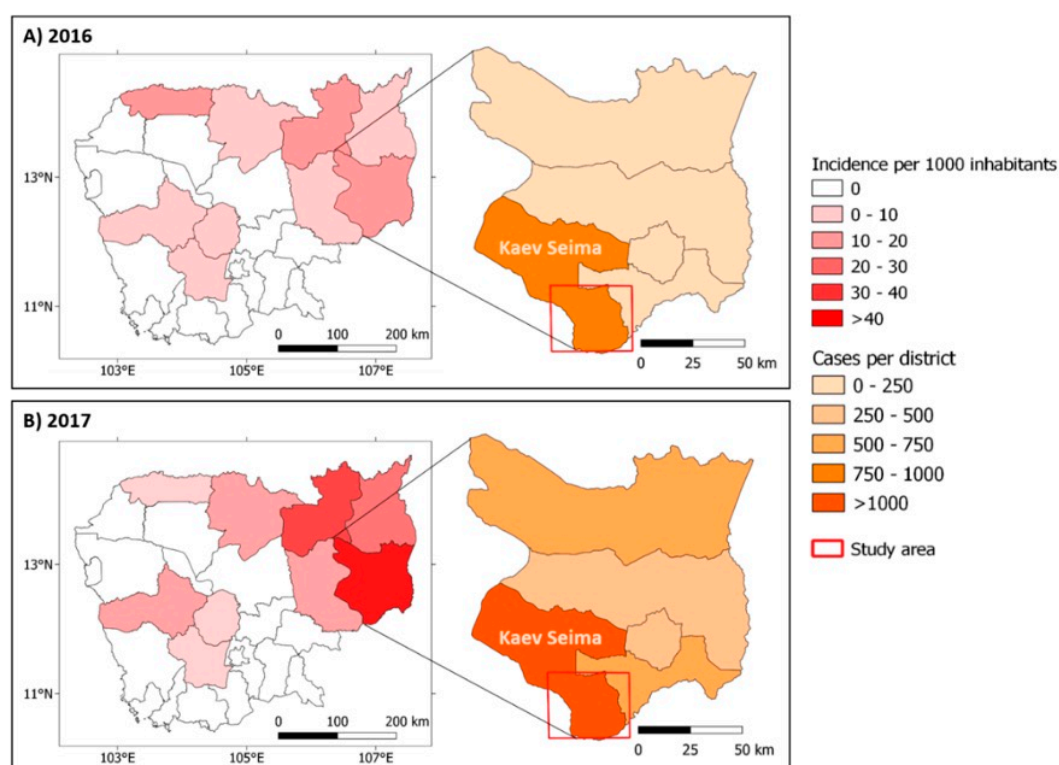 A) 2016
13°N
11°N
103°E
105°E
107°E
0 100 200 km
Kaev Seima
0 25 50 km
B) 2017
13°N
11°N
103°E
105°E
107°E
0 100 200 km
Kaev Seima
0 25 50 km
Incidence per 1000 inhabitants
0
0 - 10
10 - 20
20 - 30
30 - 40
>40
Cases per district
0 - 250
250 - 500
500 - 750
750 - 1000
>1000
Study area